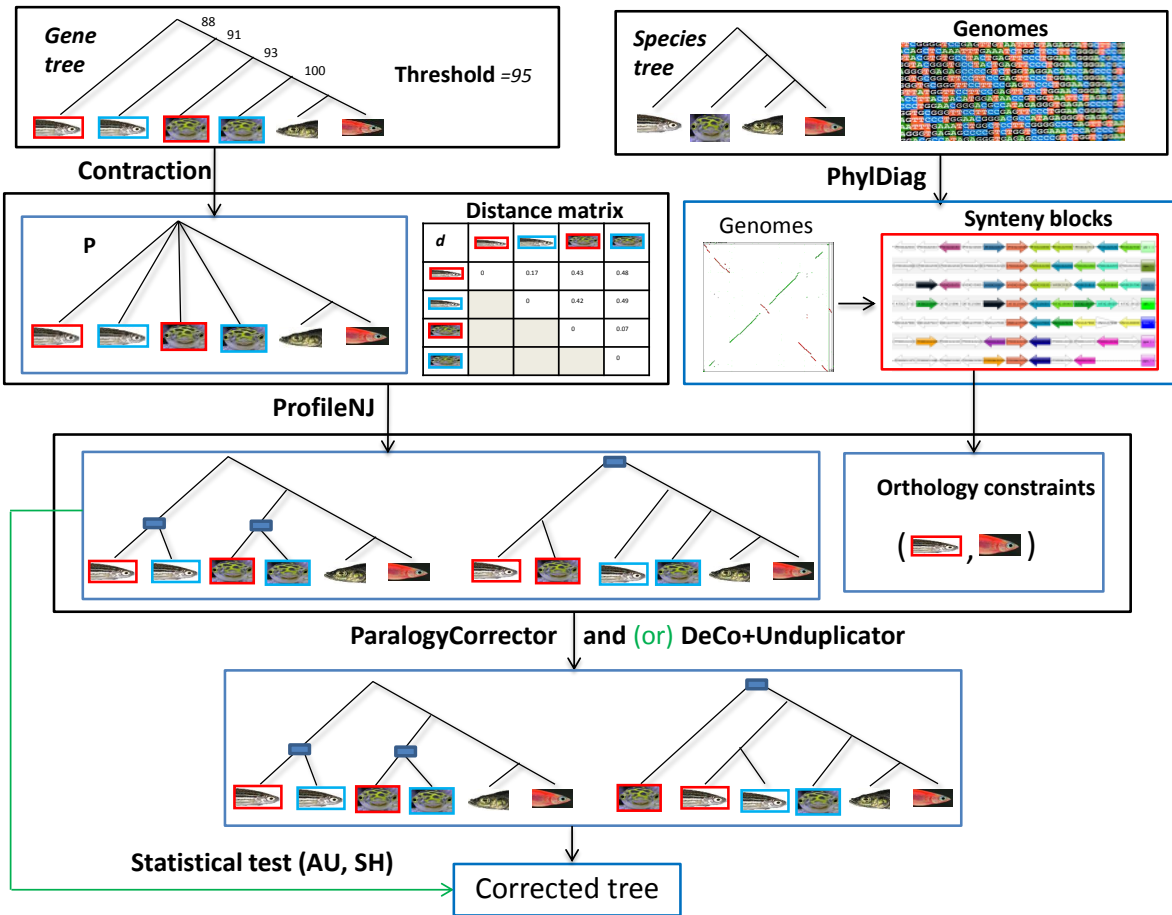 Gene
tree
88
91
93
100
Threshold =95
Species
tree
Genomes
Contraction
PhylDiag
P
Distance matrix
d
0 0.17 0.43 0.48
0 0.42 0.49
0 0.07
0
Genomes
Synteny blocks
ProfileNJ
Orthology constraints
( , )
ParalogyCorrector and (or) DeCo+Unduplicator
Statistical test (AU, SH)
Corrected tree